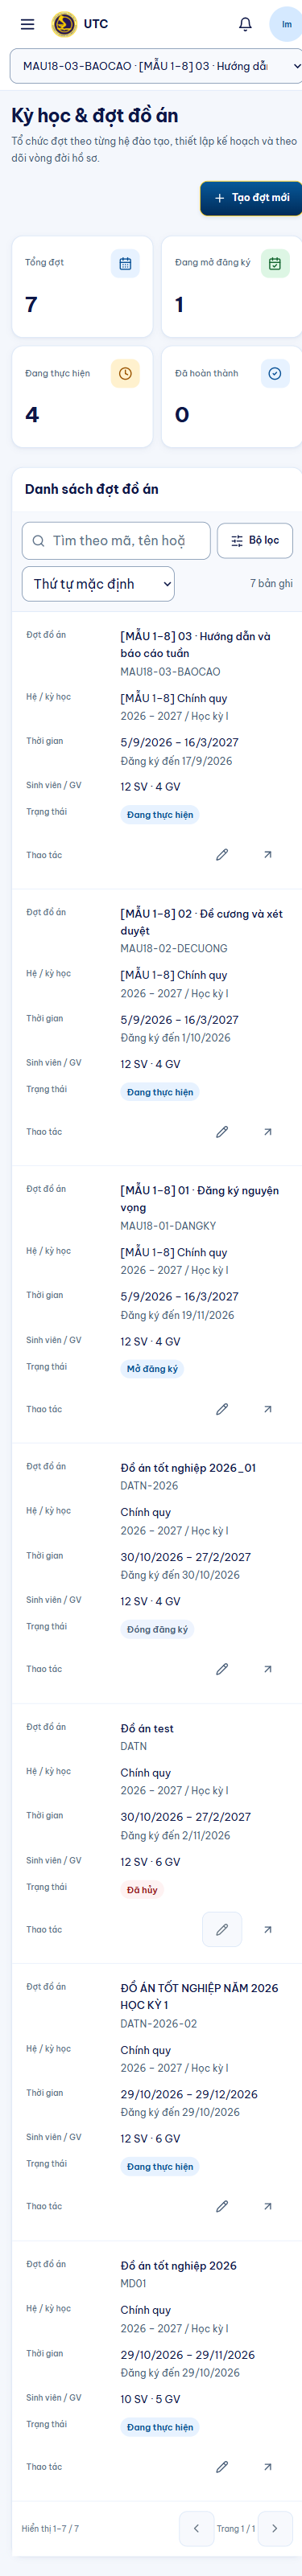 UTC
lm
MAU18-03-BAOCAO · [MẪU 1–8] 03 · Hướng dẫn
Kỳ học & đợt đồ án
Tổ chức đợt theo từng hệ đào tạo, thiết lập kế hoạch và theo
dõi vòng đời hồ sơ.
Tạo đợt mới
Tổng đợt
7
Đang mở đăng ký
1
Đang thực hiện
4
Đã hoàn thành
0
Danh sách đợt đồ án
Tìm theo mã, tên hoặ
Bộ lọc
Thứ tự mặc định
7 bản ghi
Đợt đồ án
[MẪU 1–8] 03 · Hướng dẫn và
báo cáo tuần
MAU18-03-BAOCAO
Hệ / kỳ học
[MẪU 1–8] Chính quy
2026 – 2027 / Học kỳ I
Thời gian
5/9/2026 – 16/3/2027
Đăng ký đến 17/9/2026
Sinh viên / GV
12 SV · 4 GV
Trạng thái
Đang thực hiện
Thao tác
Đợt đồ án
[MẪU 1–8] 02 · Đề cương và xét
duyệt
MAU18-02-DECUONG
Hệ / kỳ học
[MẪU 1–8] Chính quy
2026 – 2027 / Học kỳ I
Thời gian
5/9/2026 – 16/3/2027
Đăng ký đến 1/10/2026
Sinh viên / GV
12 SV · 4 GV
Trạng thái
Đang thực hiện
Thao tác
Đợt đồ án
[MẪU 1–8] 01 · Đăng ký nguyện
vọng
MAU18-01-DANGKY
Hệ / kỳ học
[MẪU 1–8] Chính quy
2026 – 2027 / Học kỳ I
Thời gian
5/9/2026 – 16/3/2027
Đăng ký đến 19/11/2026
Sinh viên / GV
12 SV · 4 GV
Trạng thái
Mở đăng ký
Thao tác
Đợt đồ án
Đồ án tốt nghiệp 2026_01
DATN-2026
Hệ / kỳ học
Chính quy
2026 – 2027 / Học kỳ I
Thời gian
30/10/2026 – 27/2/2027
Đăng ký đến 30/10/2026
Sinh viên / GV
12 SV · 4 GV
Trạng thái
Đóng đăng ký
Thao tác
Đợt đồ án
Đồ án test
DATN
Hệ / kỳ học
Chính quy
2026 – 2027 / Học kỳ I
Thời gian
30/10/2026 – 27/2/2027
Đăng ký đến 2/11/2026
Sinh viên / GV
12 SV · 6 GV
Trạng thái
Đã hủy
Thao tác
Đợt đồ án
ĐỒ ÁN TỐT NGHIỆP NĂM 2026
HỌC KỲ 1
DATN-2026-02
Hệ / kỳ học
Chính quy
2026 – 2027 / Học kỳ I
Thời gian
29/10/2026 – 29/12/2026
Đăng ký đến 29/10/2026
Sinh viên / GV
12 SV · 6 GV
Trạng thái
Đang thực hiện
Thao tác
Đợt đồ án
Đồ án tốt nghiệp 2026
MD01
Hệ / kỳ học
Chính quy
2026 – 2027 / Học kỳ I
Thời gian
29/10/2026 – 29/11/2026
Đăng ký đến 29/10/2026
Sinh viên / GV
10 SV · 5 GV
Trạng thái
Đang thực hiện
Thao tác
Hiển thị 1–7 / 7
Trang 1 / 1